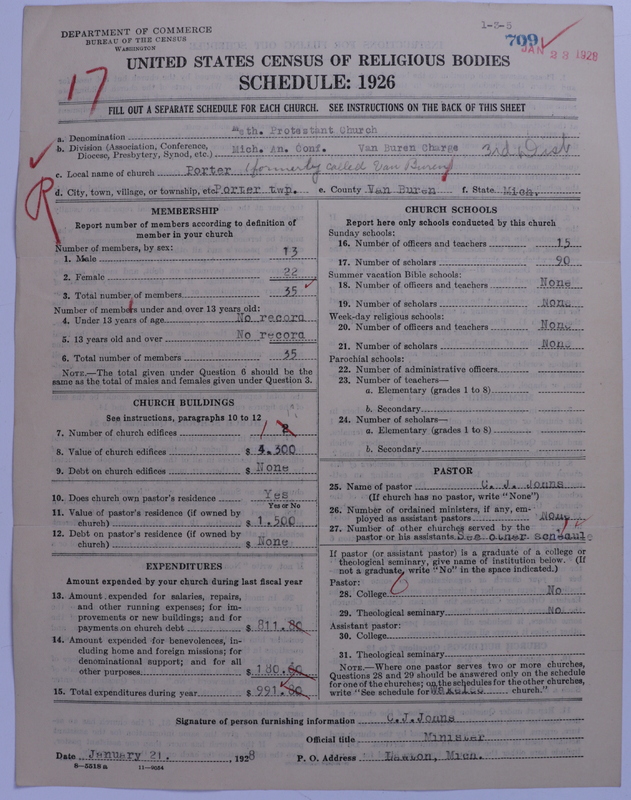 DEPARTMENT OF COMMERCE
BUREAU OF THE CENSUS
WASHINGTON
1-3-5
709
JAN 28 1928
17
UNITED STATES CENSUS OF RELIGIOUS BODIES
SCHEDULE: 1926
FILL OUT A SEPARATE SCHEDULE FOR EACH CHURCH. SEE INSTRUCTIONS ON THE BACK OF THIS SHEET
a. Denomination Meth. Protestant Church
b. Division (Association, Conference, Diocese, Presbytery, Synod, etc.) Mich. An. Conf. Van Buren Charge 3rd Dist
c. Local name of church Porter (formerly called Van Buren)
R
d. City, town, village, or township, etc. Porter twp. e. County Van Buren f. State Mich.
MEMBERSHIP
Report number of members according to definition of
member in your church
Number of members, by sex:
1. Male 13
2. Female 22
3. Total number of members 35
Number of members under and over 13 years old:
4. Under 13 years of age No record
5. 13 years old and over No record
6. Total number of members 35
NOTE.—The total given under Question 6 should be
same as the total of males and females given under Question 3.
CHURCH BUILDINGS
See instructions, paragraphs 10 to 12
7. Number of church edifices 1 2
8. Value of church edifices $ 4.300
9. Debt on church edifices $ None
10. Does church own pastor's residence Yes
Yes or No
11. Value of pastor's residence (if owned by
church) $ 1.500
12. Debt on pastor's residence (if owned by
church) $ None
EXPENDITURES
Amount expended by your church during last fiscal year
13. Amount expended for salaries, repairs,
and other running expenses; for im-
provements or new buildings; and for
payments on church debt $ 811.80
14. Amount expended for benevolences, in-
cluding home and foreign missions; for
denominational support; and for all
other purposes $ 180.00
15. Total expenditures during year $ 991.80
CHURCH SCHOOLS
Report here only schools conducted by this church
Sunday schools:
16. Number of officers and teachers 15
17. Number of scholars 90
Summer vacation Bible schools:
18. Number of officers and teachers None
19. Number of scholars None
Week-day religious schools:
20. Number of officers and teachers None
21. Number of scholars None
Parochial schools:
22. Number of administrative officers
23. Number of teachers—
a. Elementary (grades 1 to 8)
b. Secondary
24. Number of scholars—
a. Elementary (grades 1 to 8)
b. Secondary
PASTOR
25. Name of pastor C. J. Johns
(If church has no pastor, write "None")
26. Number of ordained ministers, if any, em-
ployed as assistant pastors None
27. Number of other churches served by the
pastor or his assistants See other schedule
If pastor (or assistant pastor) is a graduate of a college or
theological seminary, give name of institution below. (If
not a graduate, write "No" in the space indicated.)
Pastor:
28. College No
29. Theological seminary No
Assistant pastor:
30. College
31. Theological seminary
NOTE.—Where one pastor serves two or more churches,
Questions 28 and 29 should be answered only on the schedule
for one of the churches; on the schedules for the other churches,
write "See schedule for church."
Signature of person furnishing information C.J.Johns
Official title Minister
Date January 21. 1928 P. O. Address Lawton, Mich.
8—5518a 11—9034